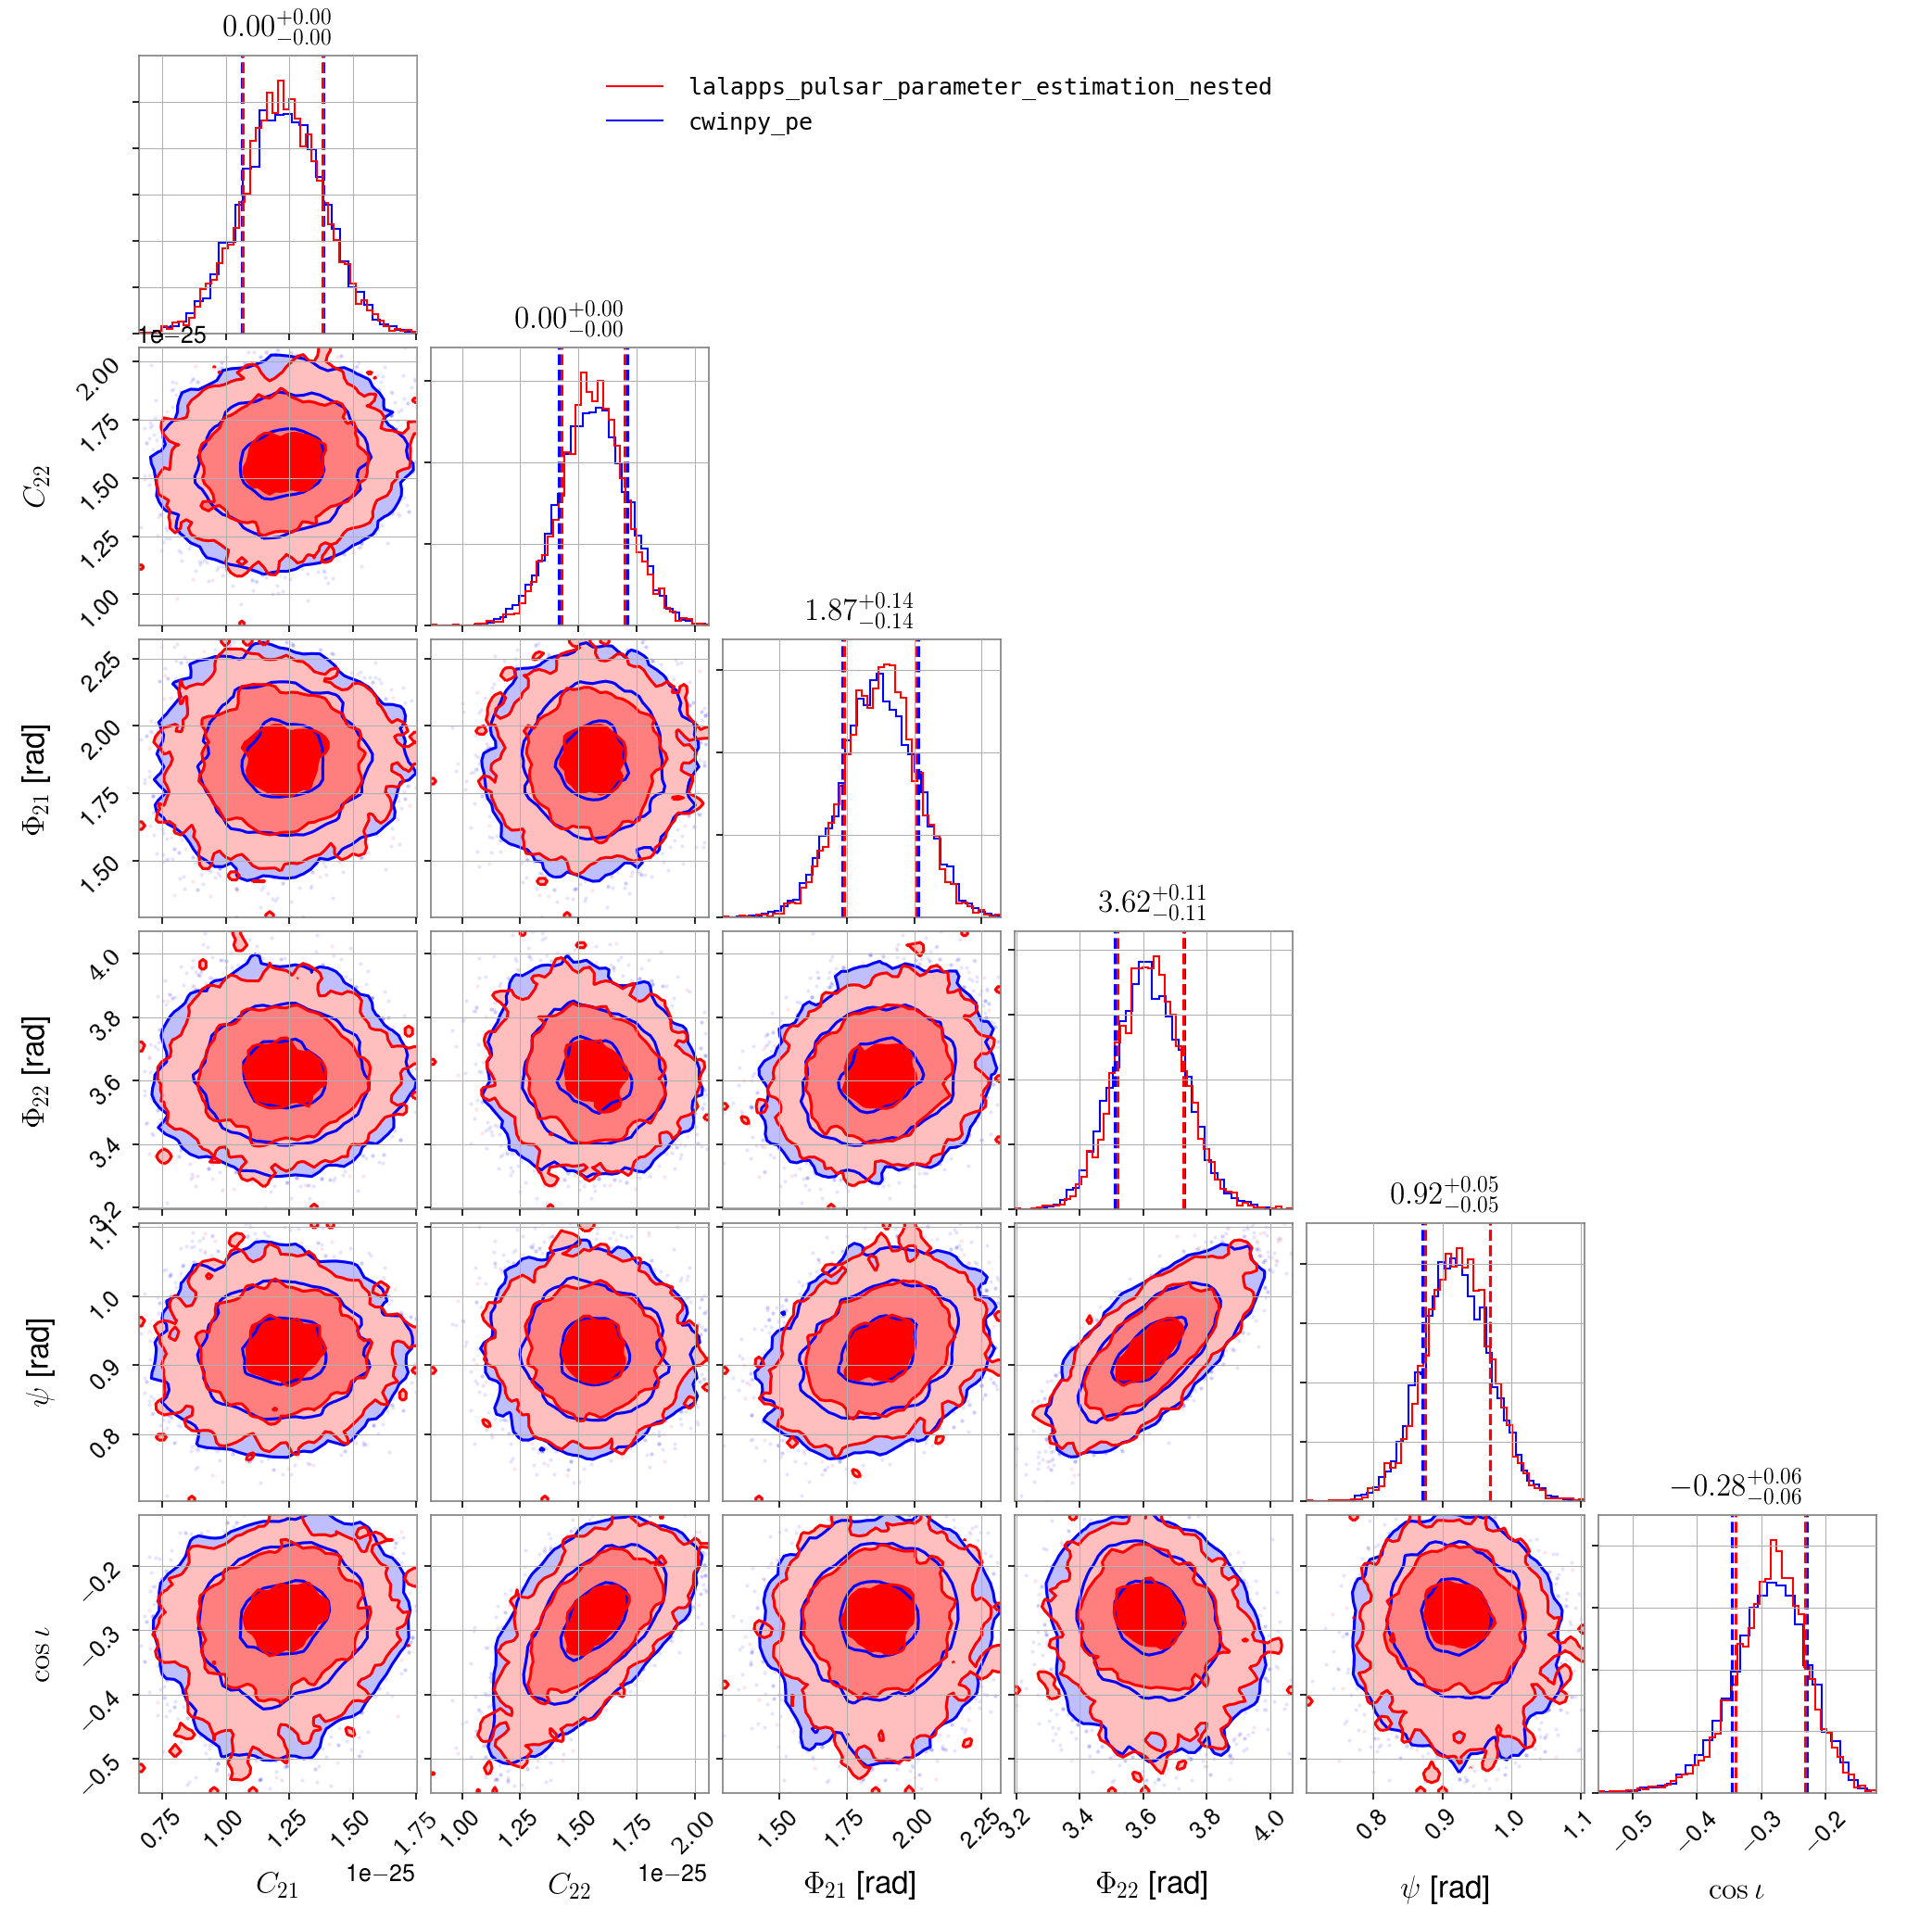 0.00+0.00−0.00
lalapps_pulsar_parameter_estimation_nested
cwinpy_pe
1e−25
0.00+0.00−0.00
2.00
1.75
1.50
1.25
1.00
C22
1.87+0.14−0.14
2.25
2.00
1.75
1.50
Φ21 [rad]
3.62+0.11−0.11
4.0
3.8
3.6
3.4
3.2
Φ22 [rad]
0.92+0.05−0.05
1.1
1.0
0.9
0.8
ψ [rad]
−0.28+0.06−0.06
−0.2
−0.3
−0.4
−0.5
cos ι
0.75 1.00 1.25 1.50 1.75 1.00 1.25 1.50 1.75 2.00 1.50 1.75 2.00 2.25 3.2 3.4 3.6 3.8 4.0 0.8 0.9 1.0 1.1 −0.5 −0.4 −0.3 −0.2
1e−25 1e−25
C21 C22 Φ21 [rad] Φ22 [rad] ψ [rad] cos ι